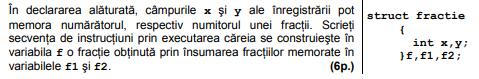 În declararea alăturată, câmpurile x şi y ale înregistrării pot
memora numărătorul, respectiv numitorul unei fracţii. Scrieţi
secvenţa de instrucţiuni prin executarea căreia se construieşte în
variabila f o fracţie obţinută prin însumarea fracţiilor memorate în
variabilele f1 şi f2. (6p.)
struct fractie
{
int x,y;
}f,f1,f2;